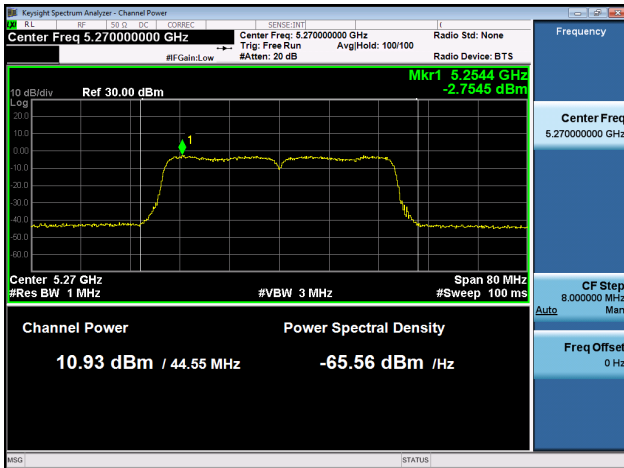 Keysight Spectrum Analyzer - Channel Power
RL RF 50 Ω DC CORREC SENSE:INT
Center Freq 5.270000000 GHz
#IFGain:Low
Center Freq: 5.270000000 GHz
Trig: Free Run Avg|Hold: 100/100
#Atten: 20 dB
Radio Std: None
Radio Device: BTS
Mkr1 5.2544 GHz
-2.7545 dBm
10 dB/div Ref 30.00 dBm
Log
20.0
10.0
0.00
-10.0
-20.0
-30.0
-40.0
-50.0
-60.0
1
Center 5.27 GHz Span 80 MHz
#Res BW 1 MHz #VBW 3 MHz #Sweep 100 ms
Channel Power Power Spectral Density
10.93 dBm / 44.55 MHz -65.56 dBm /Hz
Frequency
Center Freq
5.270000000 GHz
CF Step
8.000000 MHz
Auto Man
Freq Offset
0 Hz
MSG STATUS